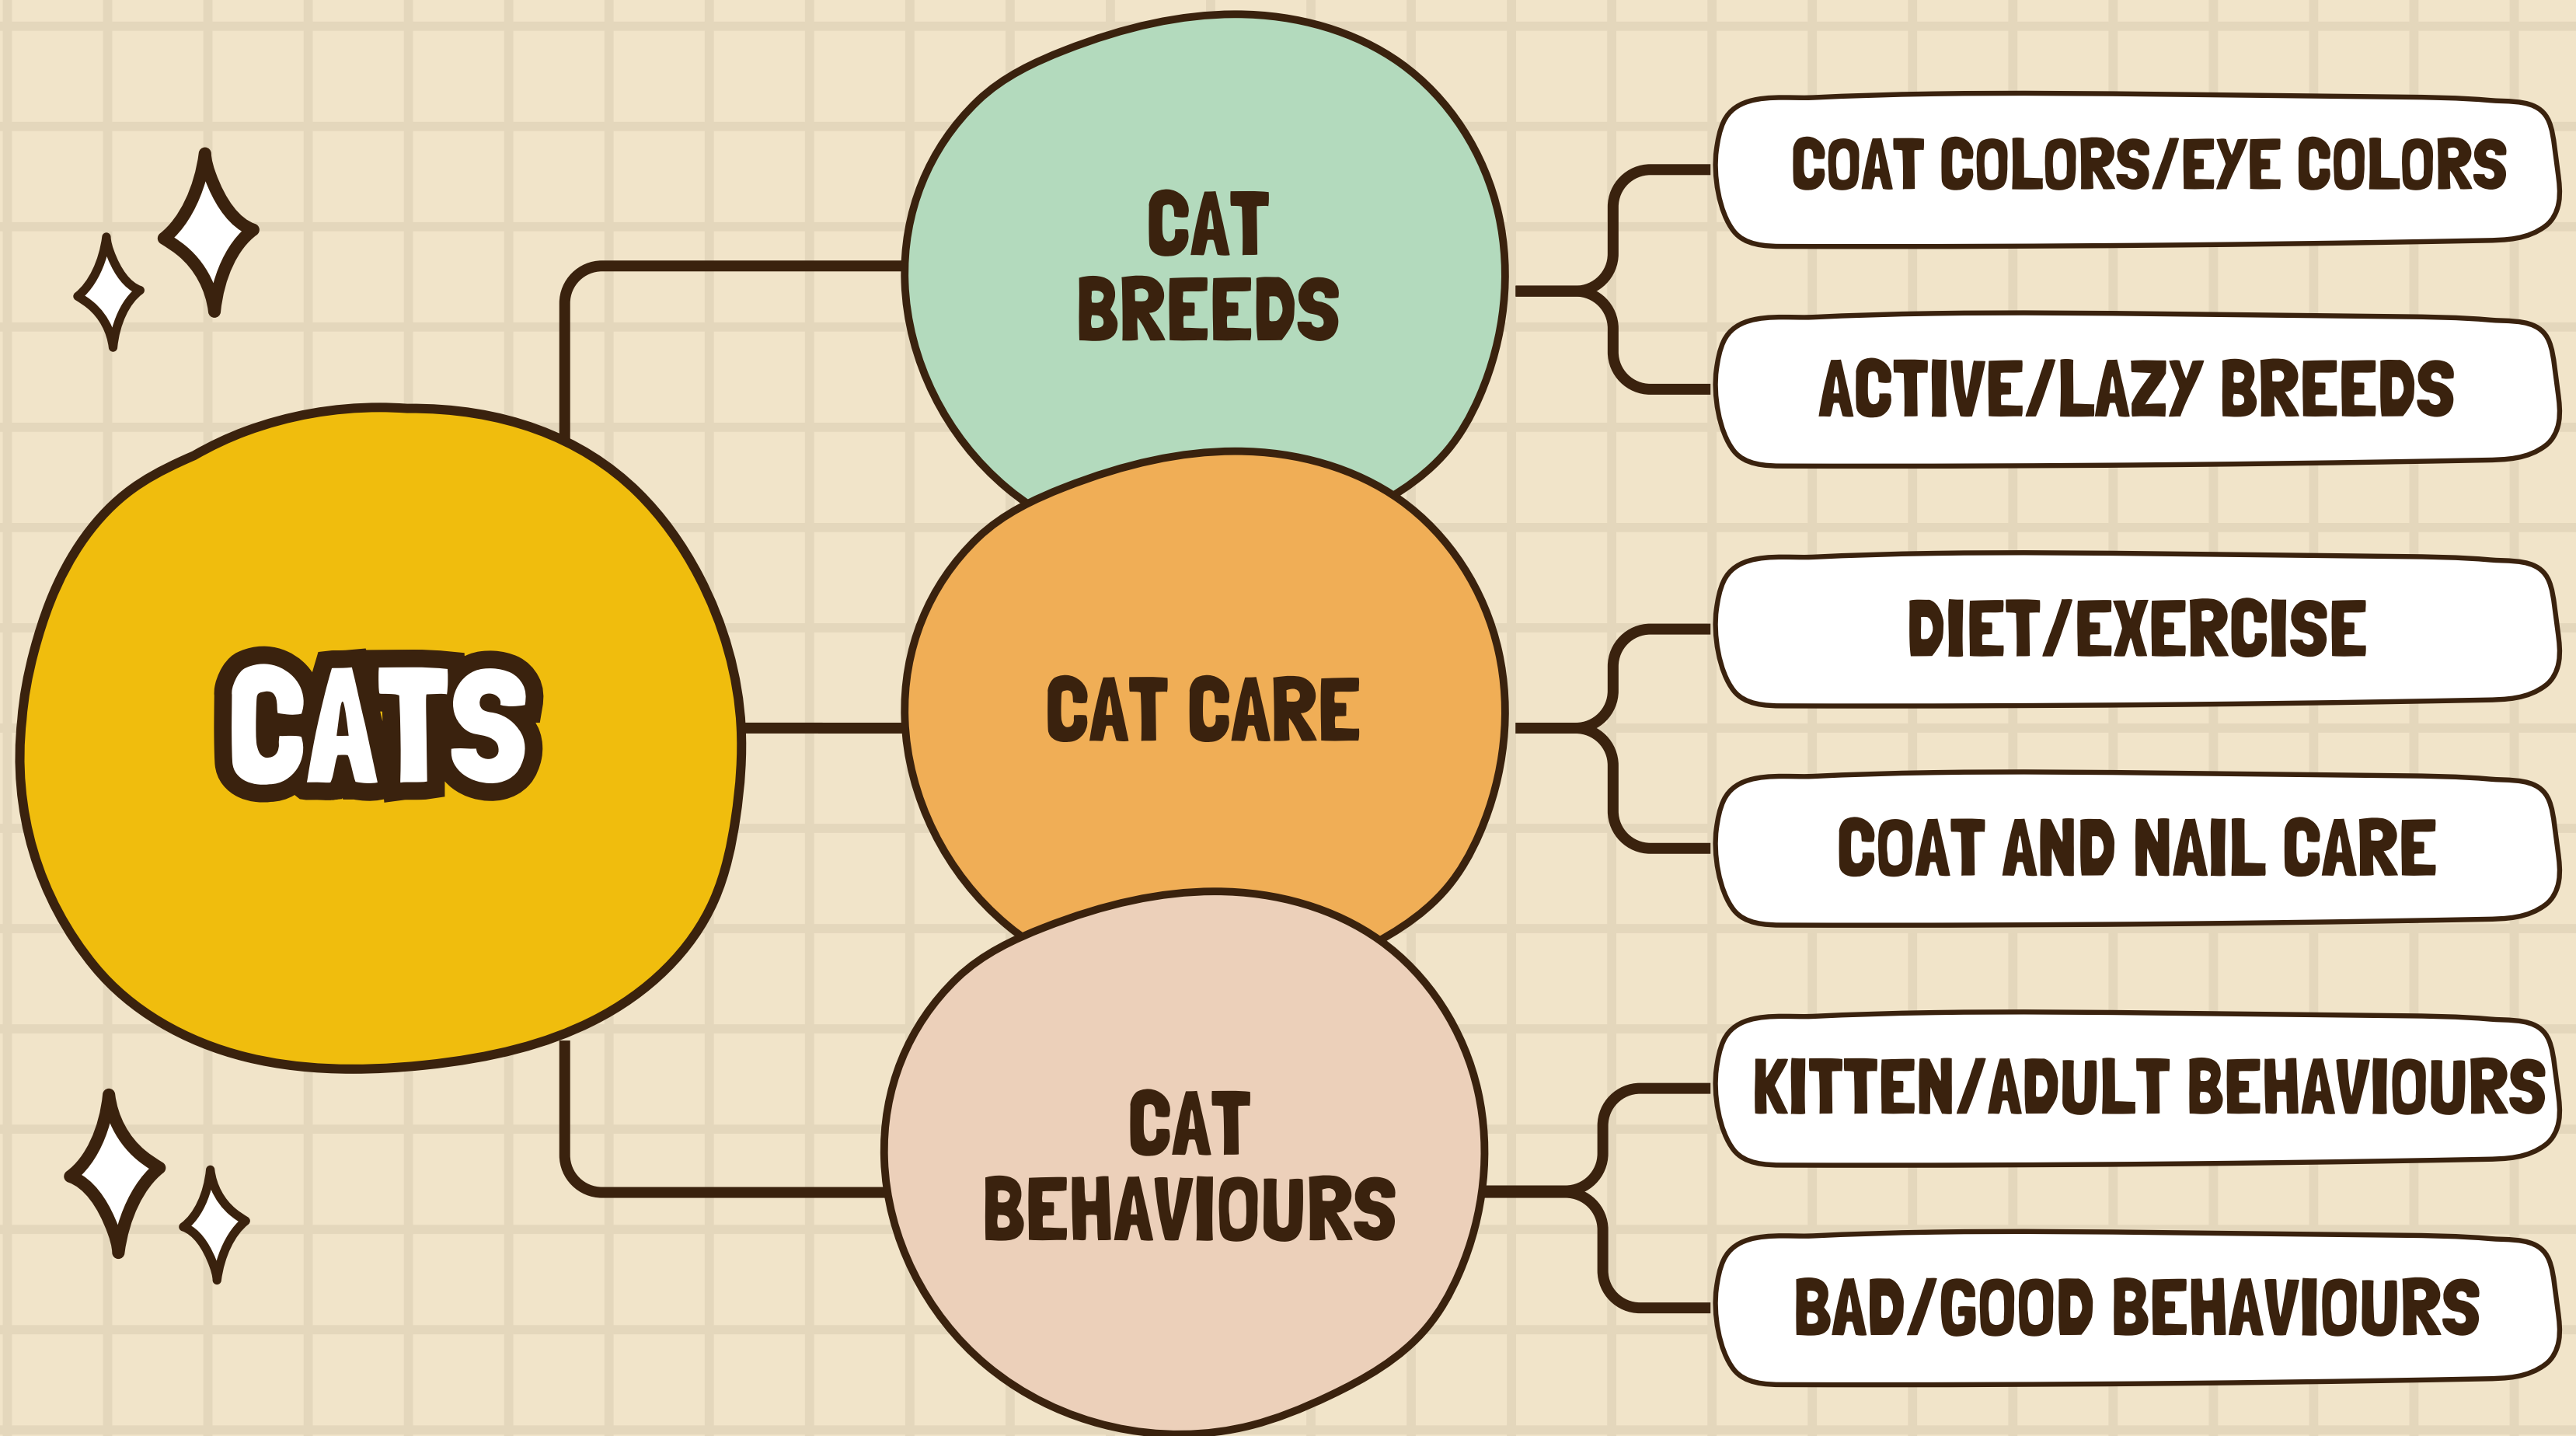 CATS
CAT
BREEDS
COAT COLORS/EYE COLORS
ACTIVE/LAZY BREEDS
CAT CARE
DIET/EXERCISE
COAT AND NAIL CARE
CAT
BEHAVIOURS
KITTEN/ADULT BEHAVIOURS
BAD/GOOD BEHAVIOURS